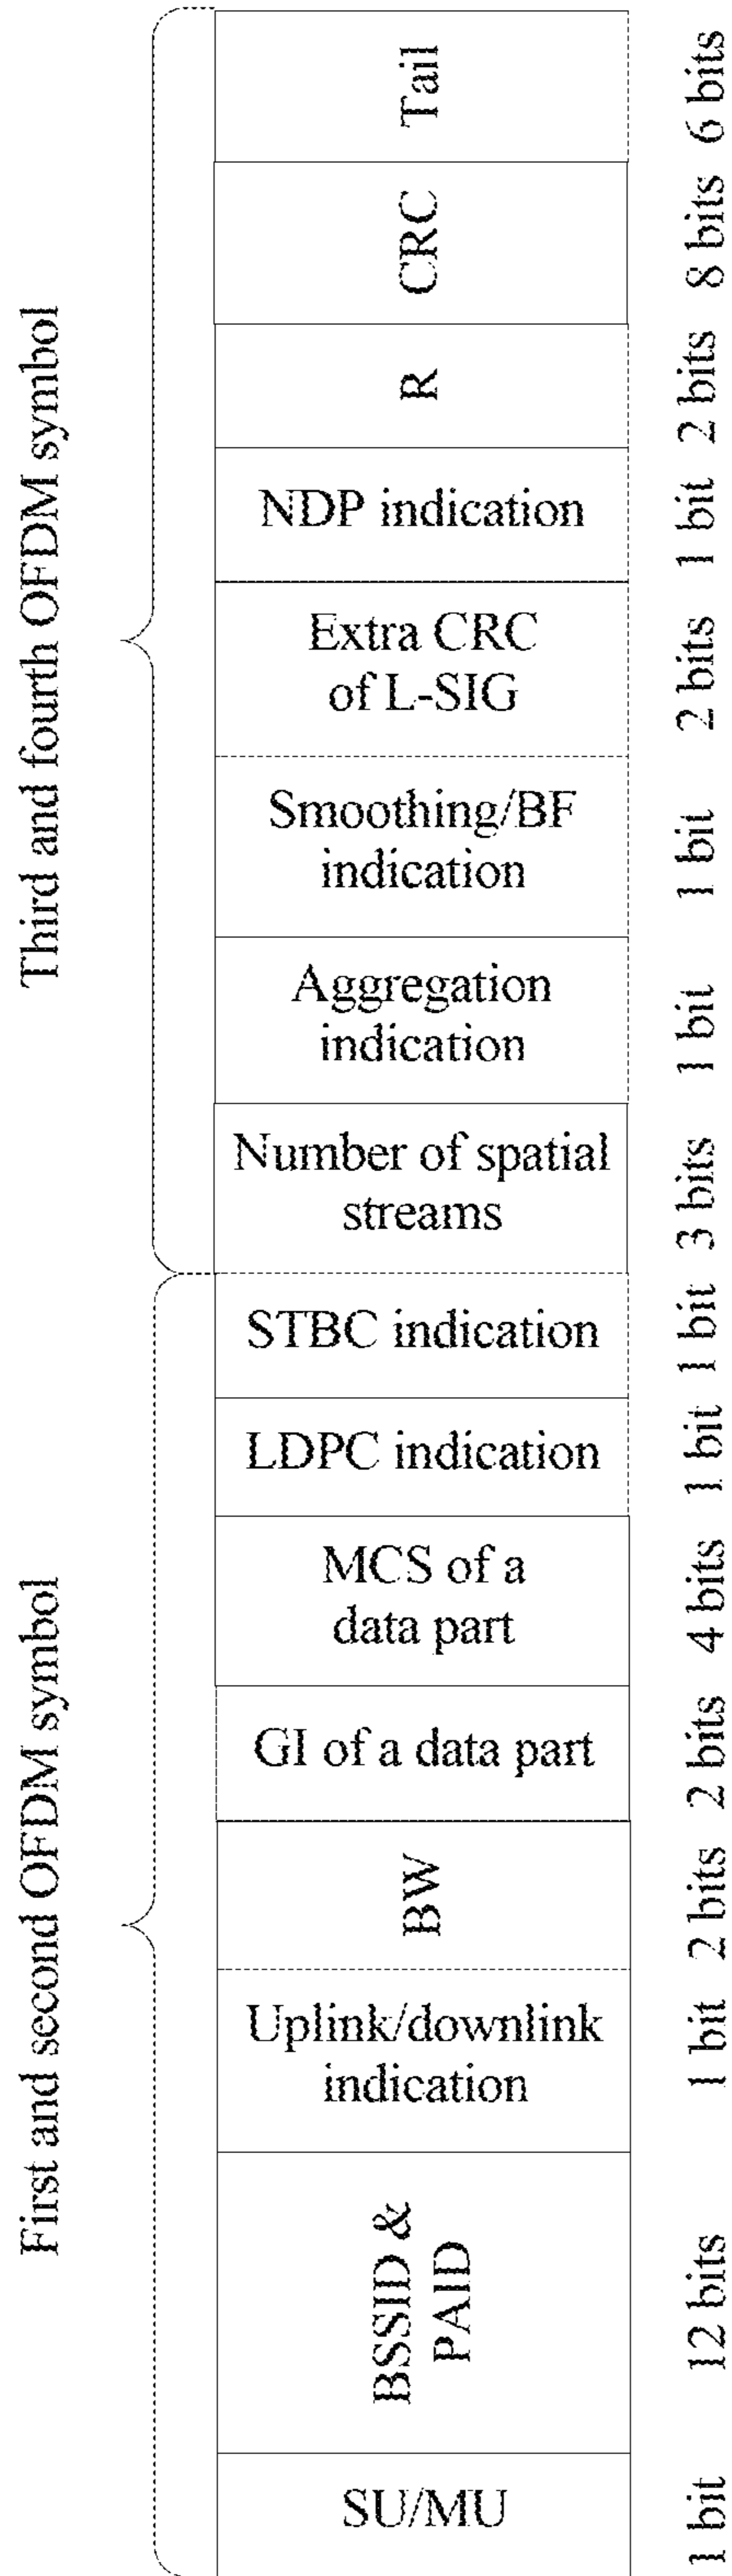 Third and fourth OFDM symbol
First and second OFDM symbol
Tail
6 bits
CRC
8 bits
R
2 bits
NDP indication
1 bit
Extra CRC
of L-SIG
2 bits
Smoothing/BF
indication
1 bit
Aggregation
indication
1 bit
Number of spatial
streams
3 bits
STBC indication
1 bit
LDPC indication
1 bit
MCS of a
data part
4 bits
GI of a data part
2 bits
BW
2 bits
Uplink/downlink
indication
1 bit
BSSID &
PAID
12 bits
SU/MU
1 bit